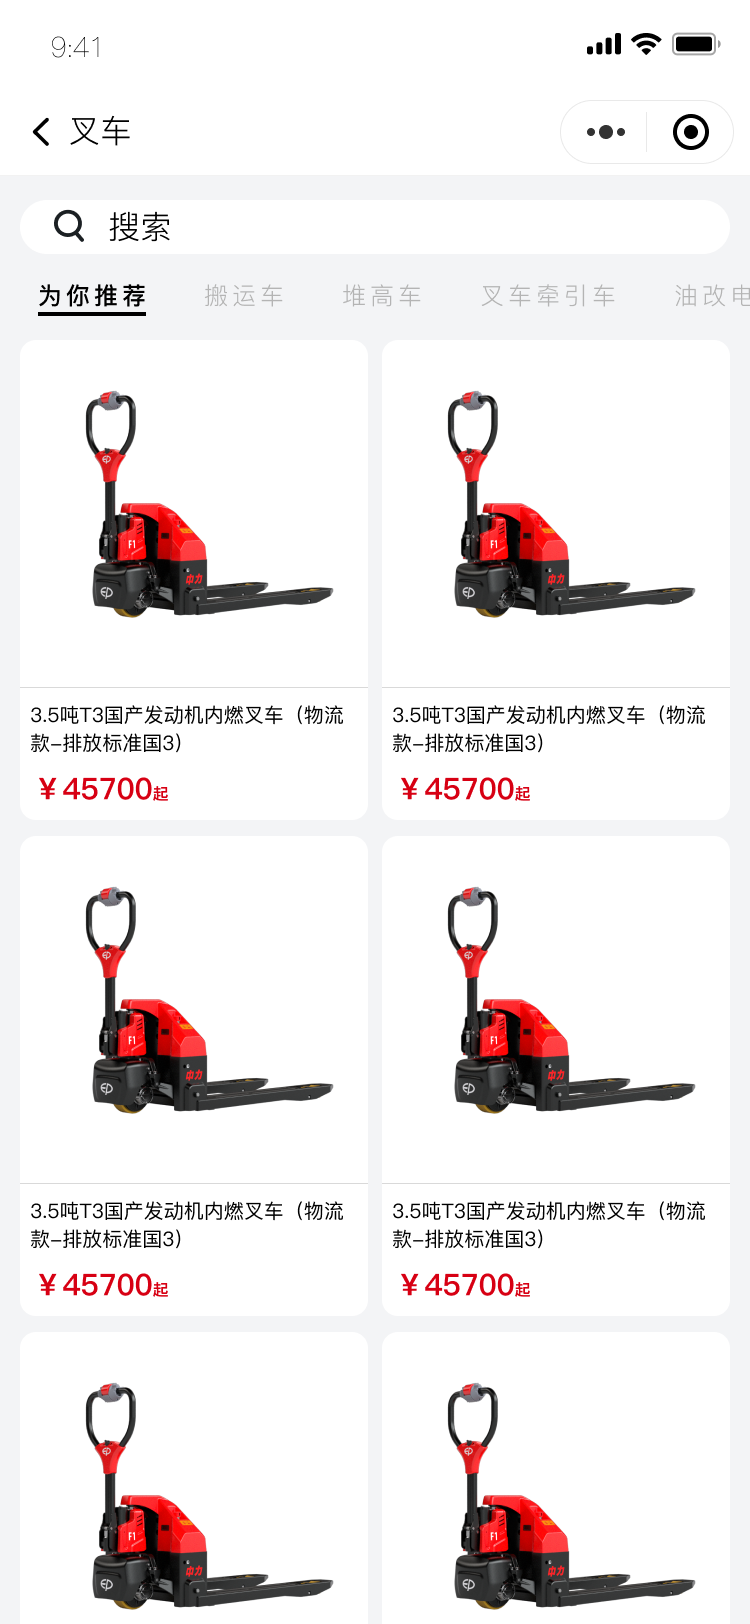 9:41
叉车
搜索
为你推荐 搬运车 堆高车 叉车牵引车 油改电
F1 F1
中力 中力
3.5吨T3国产发动机内燃叉车（物流 3.5吨T3国产发动机内燃叉车（物流
款-排放标准国3） 款-排放标准国3）
￥45700起 ￥45700起
F1 F1
中力 中力
3.5吨T3国产发动机内燃叉车（物流 3.5吨T3国产发动机内燃叉车（物流
款-排放标准国3） 款-排放标准国3）
￥45700起 ￥45700起
F1 F1
中力 中力